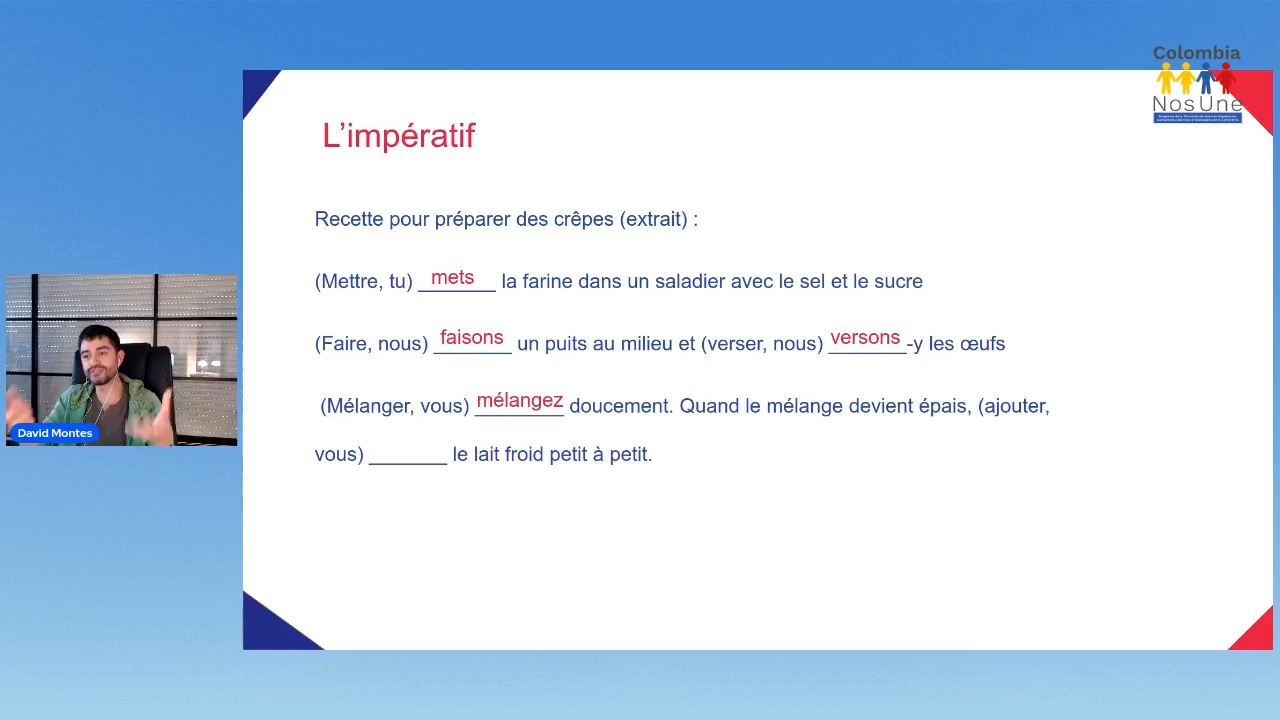 Colombia
NosUne
L'impératif
Recette pour préparer des crêpes (extrait) :
(Mettre, tu) mets la farine dans un saladier avec le sel et le sucre
(Faire, nous) faisons un puits au milieu et (verser, nous) versons-y les œufs
(Mélanger, vous) mélangez doucement. Quand le mélange devient épais, (ajouter,
vous) _______ le lait froid petit à petit.
David Montes